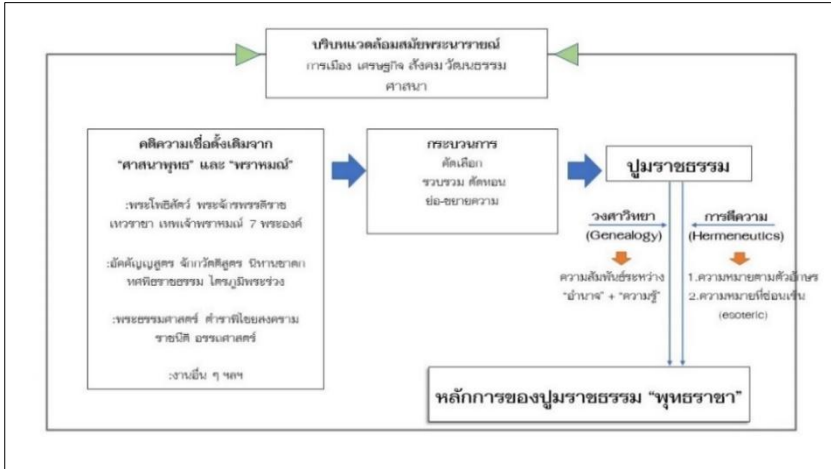 บริบทแวดล้อมสมัยพระนารายณ์
การเมือง เศรษฐกิจ สังคม วัฒนธรรม
ศาสนา
คติความเชื่อดั้งเดิมจาก
"ศาสนาพุทธ" และ "พราหมณ์"
:พระโพธิสัตว์ พระจักรพรรดิราช
เทวราชา เทพเจ้าพราหมณ์ 7 พระองค์
:อัคคัญญสูตร จักกวัตติสูตร นิทานชาดก
ทศพิธราชธรรม ไตรภูมิพระร่วง
:พระธรรมศาสตร์ ตำราพิไชยสงคราม
ราชนีติ อรรถศาสตร์
:งานอื่น ๆ ฯลฯ
กระบวนการ
คัดเลือก
รวบรวม ตัดทอน
ย่อ-ขยายความ
ปูมราชธรรม
วงศาวิทยา
(Genealogy)
ความสัมพันธ์ระหว่าง
"อำนาจ" + "ความรู้"
การตีความ
(Hermeneutics)
1.ความหมายตามตัวอักษร
2.ความหมายที่ซ่อนเร้น
(esoteric)
หลักการของปูมราชธรรม "พุทธราชา"